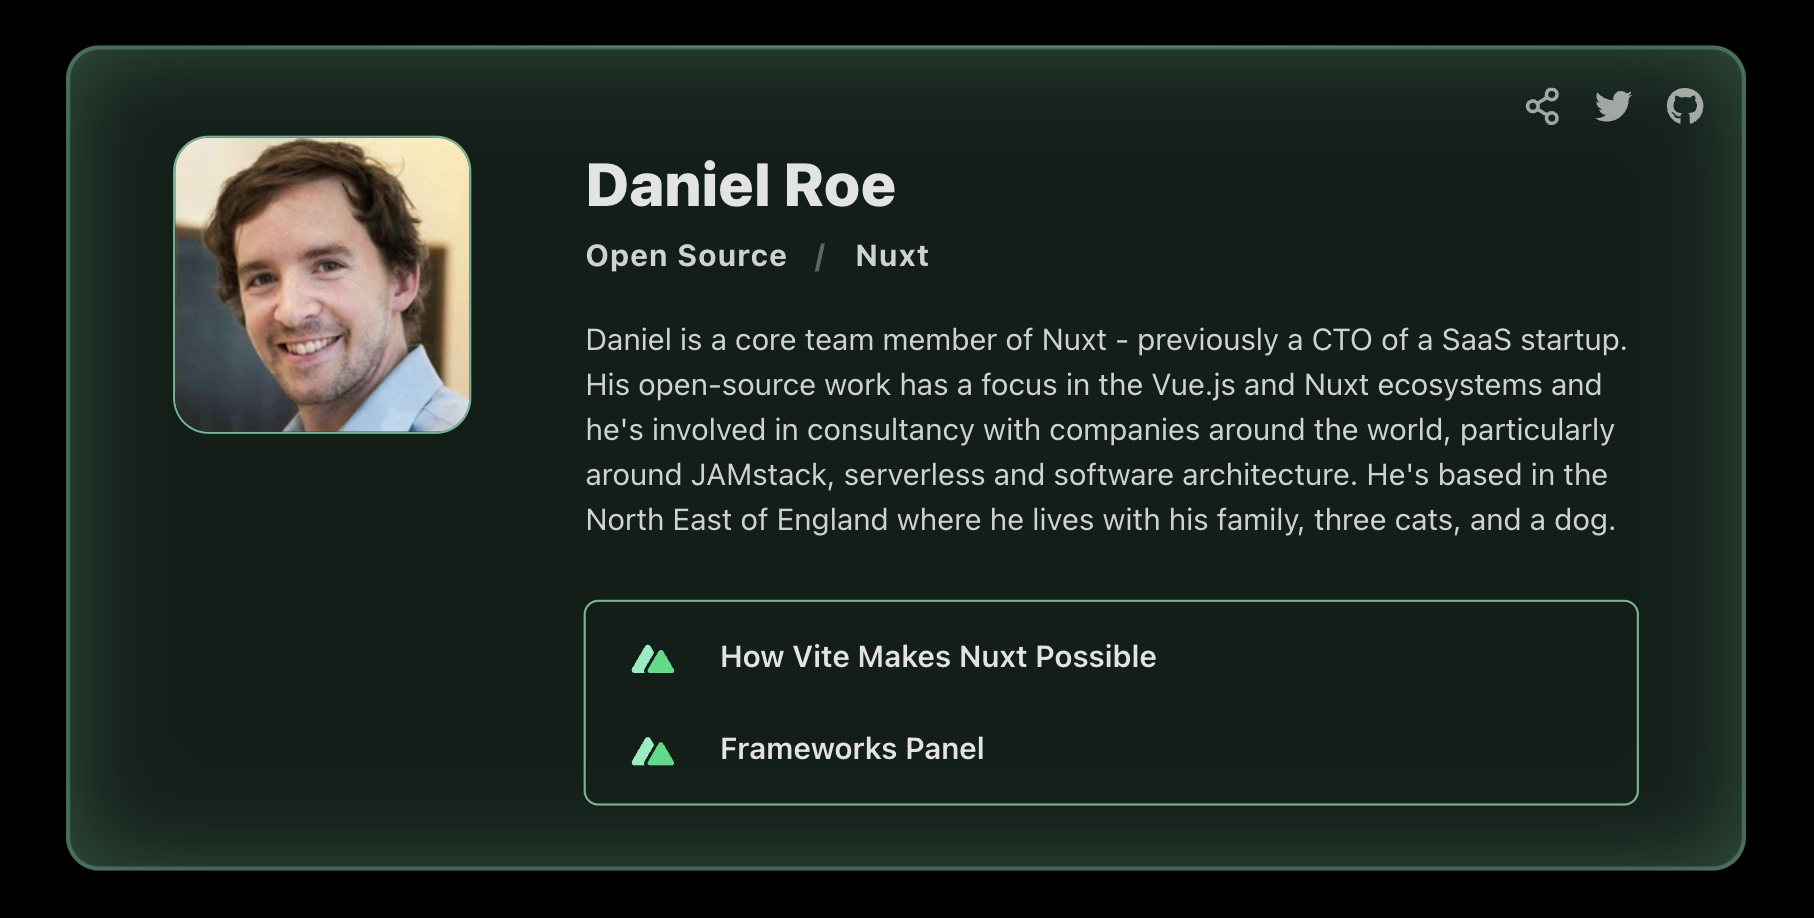 Daniel Roe
Open Source / Nuxt
Daniel is a core team member of Nuxt - previously a CTO of a SaaS startup.
His open-source work has a focus in the Vue.js and Nuxt ecosystems and
he's involved in consultancy with companies around the world, particularly
around JAMstack, serverless and software architecture. He's based in the
North East of England where he lives with his family, three cats, and a dog.
How Vite Makes Nuxt Possible
Frameworks Panel